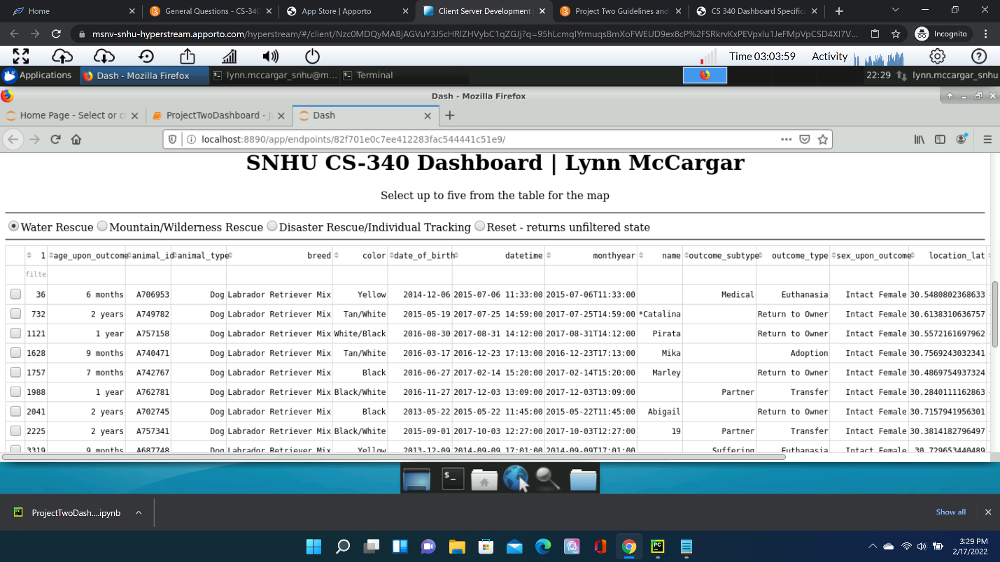 Home
General Questions - CS-340
App Store | Apporto
Client Server Development
Project Two Guidelines and
CS 340 Dashboard Specifica
msnv-snhu-hyperstream.apporto.com
Incognito
Time 03:03:59
Activity
Applications
Dash - Mozilla Firefox
lynn.mccargar_snhu@m...
Terminal
22:29
lynn.mccargar_snhu
Dash - Mozilla Firefox
Home Page - Select or c
ProjectTwoDashboard - J
Dash
localhost:8890/app/endpoints/82f701e0c7ee412283fac544441c51e9/
SNHU CS-340 Dashboard | Lynn McCargar
Select up to five from the table for the map
Water Rescue Mountain/Wilderness Rescue Disaster Rescue/Individual Tracking Reset - returns unfiltered state
1 age_upon_outcome animal_id animal_type breed color date_of_birth datetime monthyear name outcome_subtype outcome_type sex_upon_outcome location_lat
filte
36 6 months A706953 Dog Labrador Retriever Mix Yellow 2014-12-06 2015-07-06 11:33:00 2015-07-06T11:33:00 Medical Euthanasia Intact Female 30.5480802368633
732 2 years A749782 Dog Labrador Retriever Mix Tan/White 2015-05-19 2017-07-25 14:59:00 2017-07-25T14:59:00 *Catalina Return to Owner Intact Female 30.6138310636757
1121 1 year A757158 Dog Labrador Retriever Mix White/Black 2016-08-30 2017-08-31 14:12:00 2017-08-31T14:12:00 Pirata Return to Owner Intact Female 30.5572161697962
1628 9 months A740471 Dog Labrador Retriever Mix Tan/White 2016-03-17 2016-12-23 17:13:00 2016-12-23T17:13:00 Mika Adoption Intact Female 30.7569243032341
1757 7 months A742767 Dog Labrador Retriever Mix Black 2016-06-27 2017-02-14 15:20:00 2017-02-14T15:20:00 Marley Return to Owner Intact Female 30.4869754937324
1988 1 year A762781 Dog Labrador Retriever Mix Black/White 2016-11-27 2017-12-03 13:09:00 2017-12-03T13:09:00 Partner Transfer Intact Female 30.2840111162863
2041 2 years A702745 Dog Labrador Retriever Mix Black 2013-05-22 2015-05-22 11:45:00 2015-05-22T11:45:00 Abigail Return to Owner Intact Female 30.7157941956301
2225 2 years A757341 Dog Labrador Retriever Mix Black/White 2015-09-01 2017-10-03 12:27:00 2017-10-03T12:27:00 19 Partner Transfer Intact Female 30.3814182796497
3319 9 months A687748 Dog Labrador Retriever Mix Yellow 2013-12-09 2014-09-09 17:01:00 2014-09-09T17:01:00 Suffering Euthanasia Intact Female 30.729653440489
ProjectTwoDash....ipynb
Show all
3:29 PM
2/17/2022